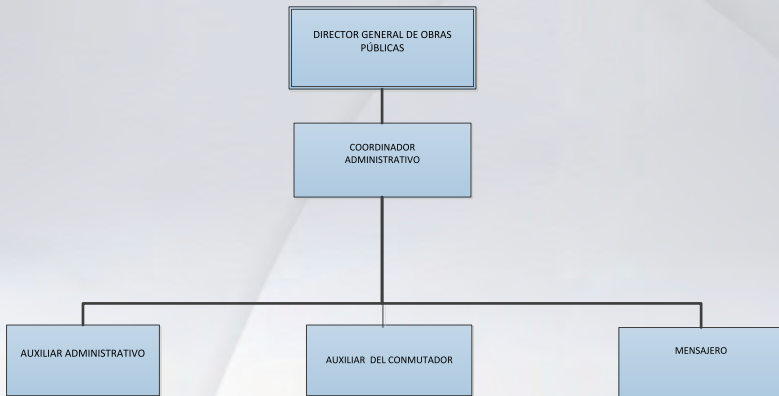 DIRECTOR GENERAL DE OBRAS
PÚBLICAS
COORDINADOR
ADMINISTRATIVO
AUXILIAR ADMINISTRATIVO
AUXILIAR DEL CONMUTADOR
MENSAJERO